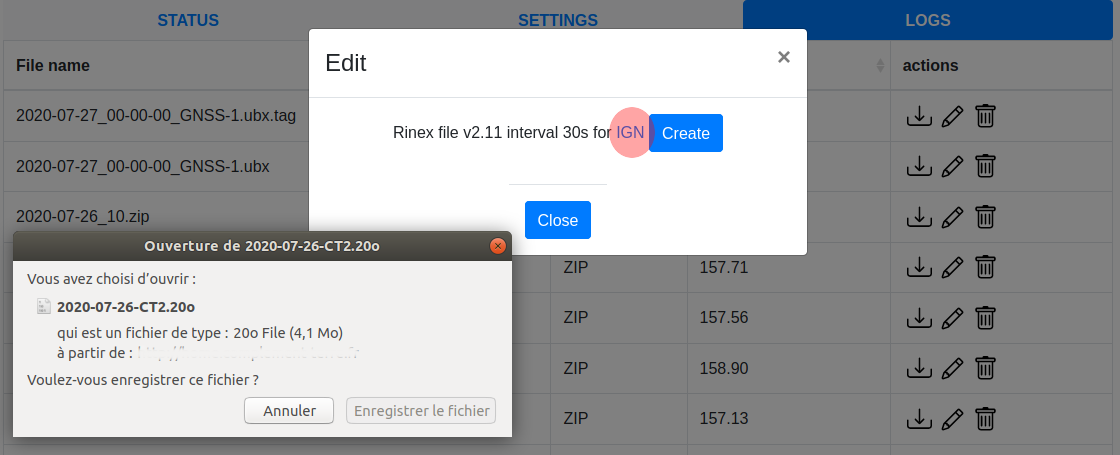 STATUS
SETTINGS
LOGS
File name
actions
Edit
×
Rinex file v2.11 interval 30s for IGN
Create
Close
2020-07-27_00-00-00_GNSS-1.ubx.tag
2020-07-27_00-00-00_GNSS-1.ubx
2020-07-26_10.zip
ZIP
157.71
ZIP
157.56
ZIP
158.90
ZIP
157.13
Ouverture de 2020-07-26-CT2.20o
Vous avez choisi d’ouvrir :
2020-07-26-CT2.20o
qui est un fichier de type : 20o File (4,1 Mo)
à partir de :
Voulez-vous enregistrer ce fichier ?
Annuler
Enregistrer le fichier